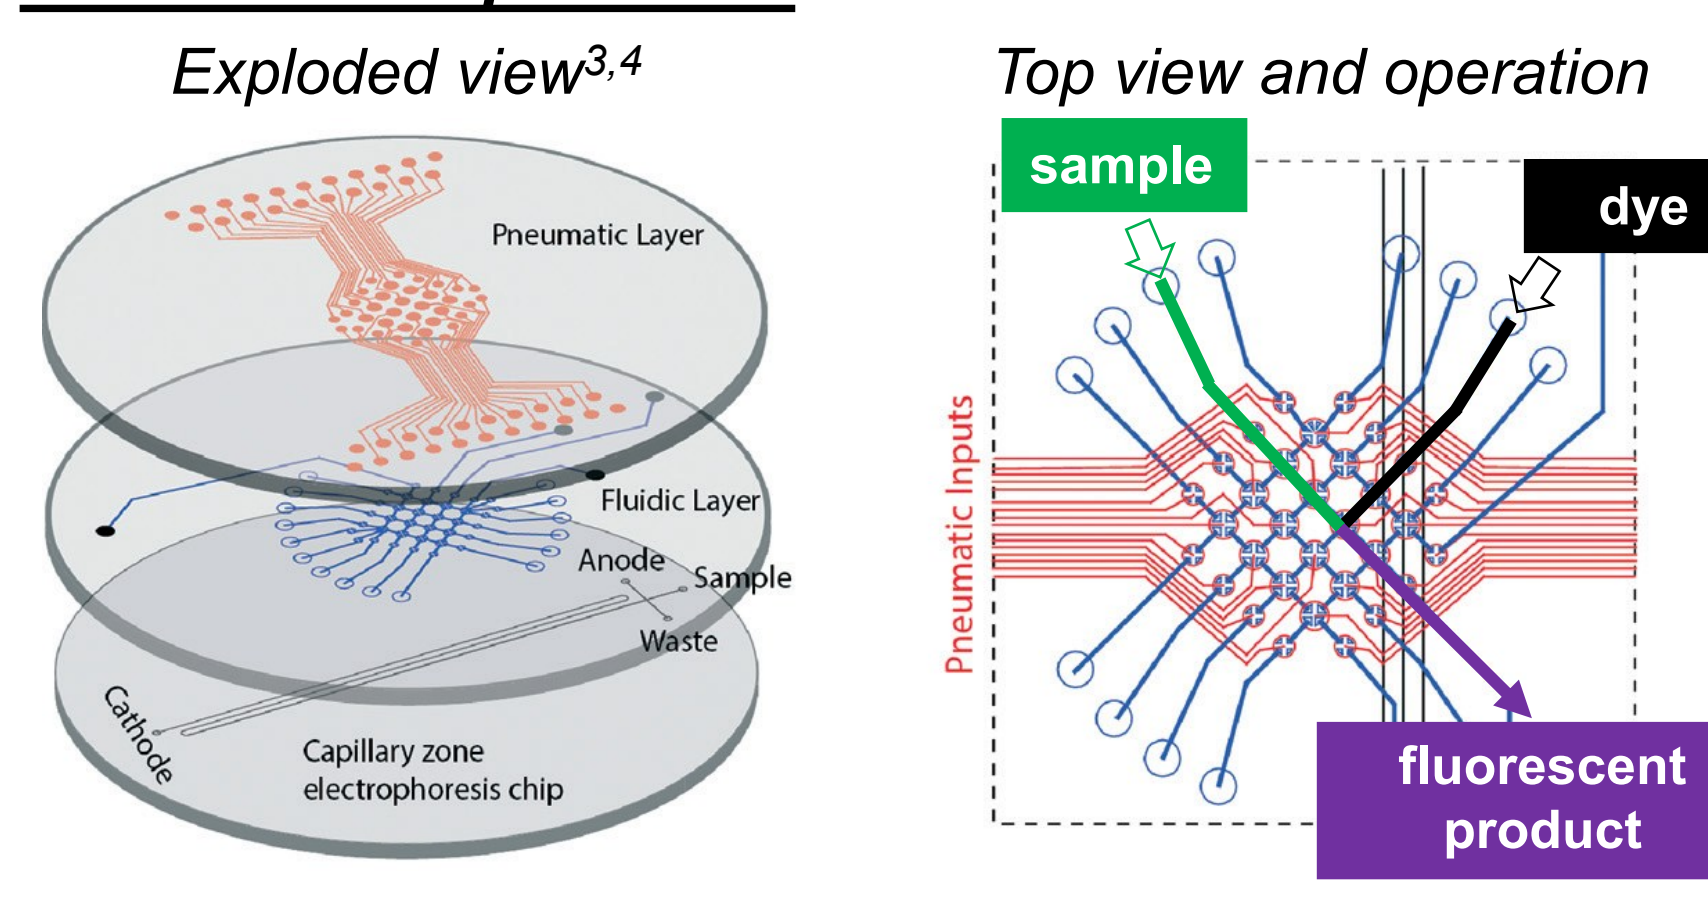 Exploded view3,4
Pneumatic Layer
Fluidic Layer
Anode
Sample
Waste
Cathode
Capillary zone
electrophoresis chip
Top view and operation
sample
dye
Pneumatic Inputs
fluorescent
product